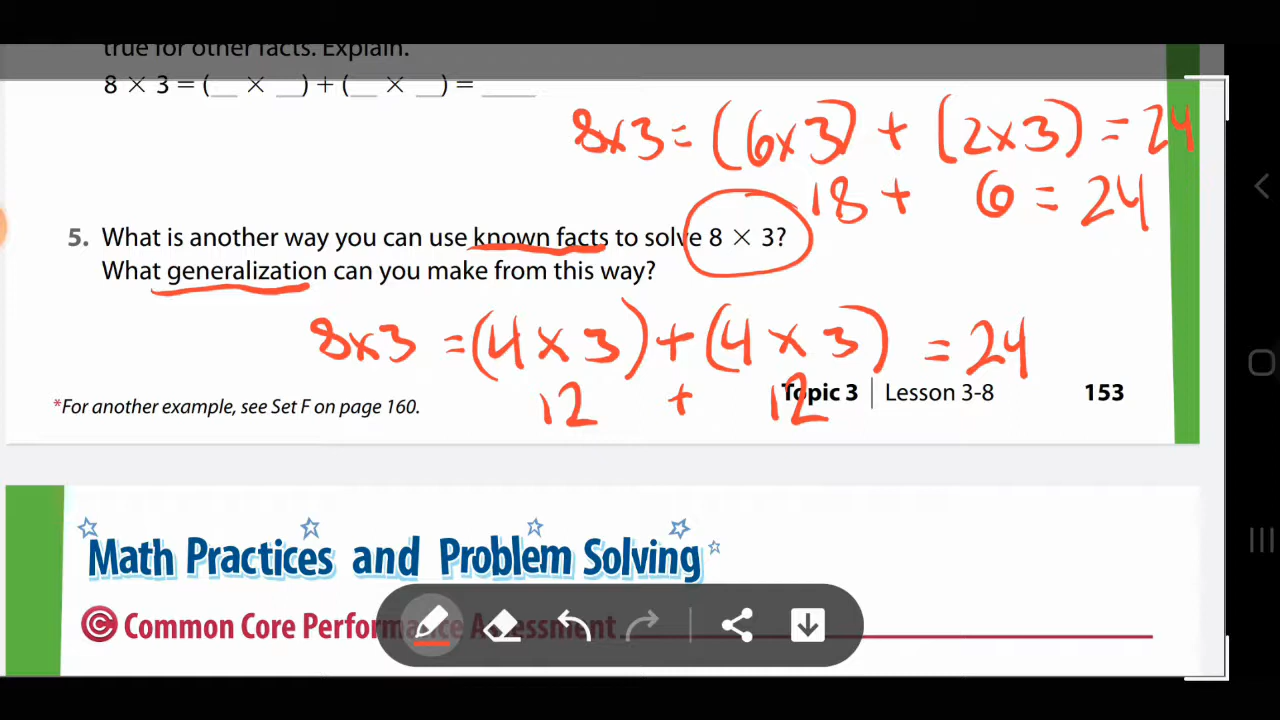 true for other facts. Explain.
8 × 3 = (__ × __) + (__ × __) = ____
8x3 = (6x3) + (2x3) = 24
18 + 6 = 24
5. What is another way you can use known facts to solve 8 × 3?
What generalization can you make from this way?
8x3 = (4 x 3) + (4 x 3) = 24
12 + 12
*For another example, see Set F on page 160.
Topic 3 | Lesson 3-8 153
Math Practices and Problem Solving
Common Core Performance Assessment